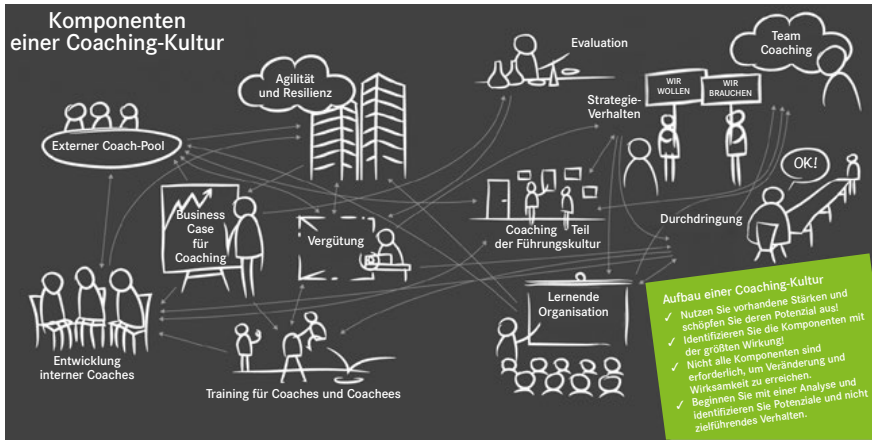 Komponenten
einer Coaching-Kultur
Agilität
und Resilienz
Evaluation
Team
Coaching
WIR
WOLLEN
WIR
BRAUCHEN
Strategie-
Verhalten
Externer Coach-Pool
OK!
Business
Case
für
Coaching
Vergütung
Coaching Teil
der Führungskultur
Durchdringung
Lernende
Organisation
Entwicklung
interner Coaches
Training für Coaches und Coachees
Aufbau einer Coaching-Kultur
✓ Nutzen Sie vorhandene Stärken und
schöpfen Sie deren Potenzial aus!
✓ Identifizieren Sie die Komponenten mit
der größten Wirkung!
✓ Nicht alle Komponenten sind
erforderlich, um Veränderung und
Wirksamkeit zu erreichen.
✓ Beginnen Sie mit einer Analyse und
identifizieren Sie Potenziale und nicht
zielführendes Verhalten.